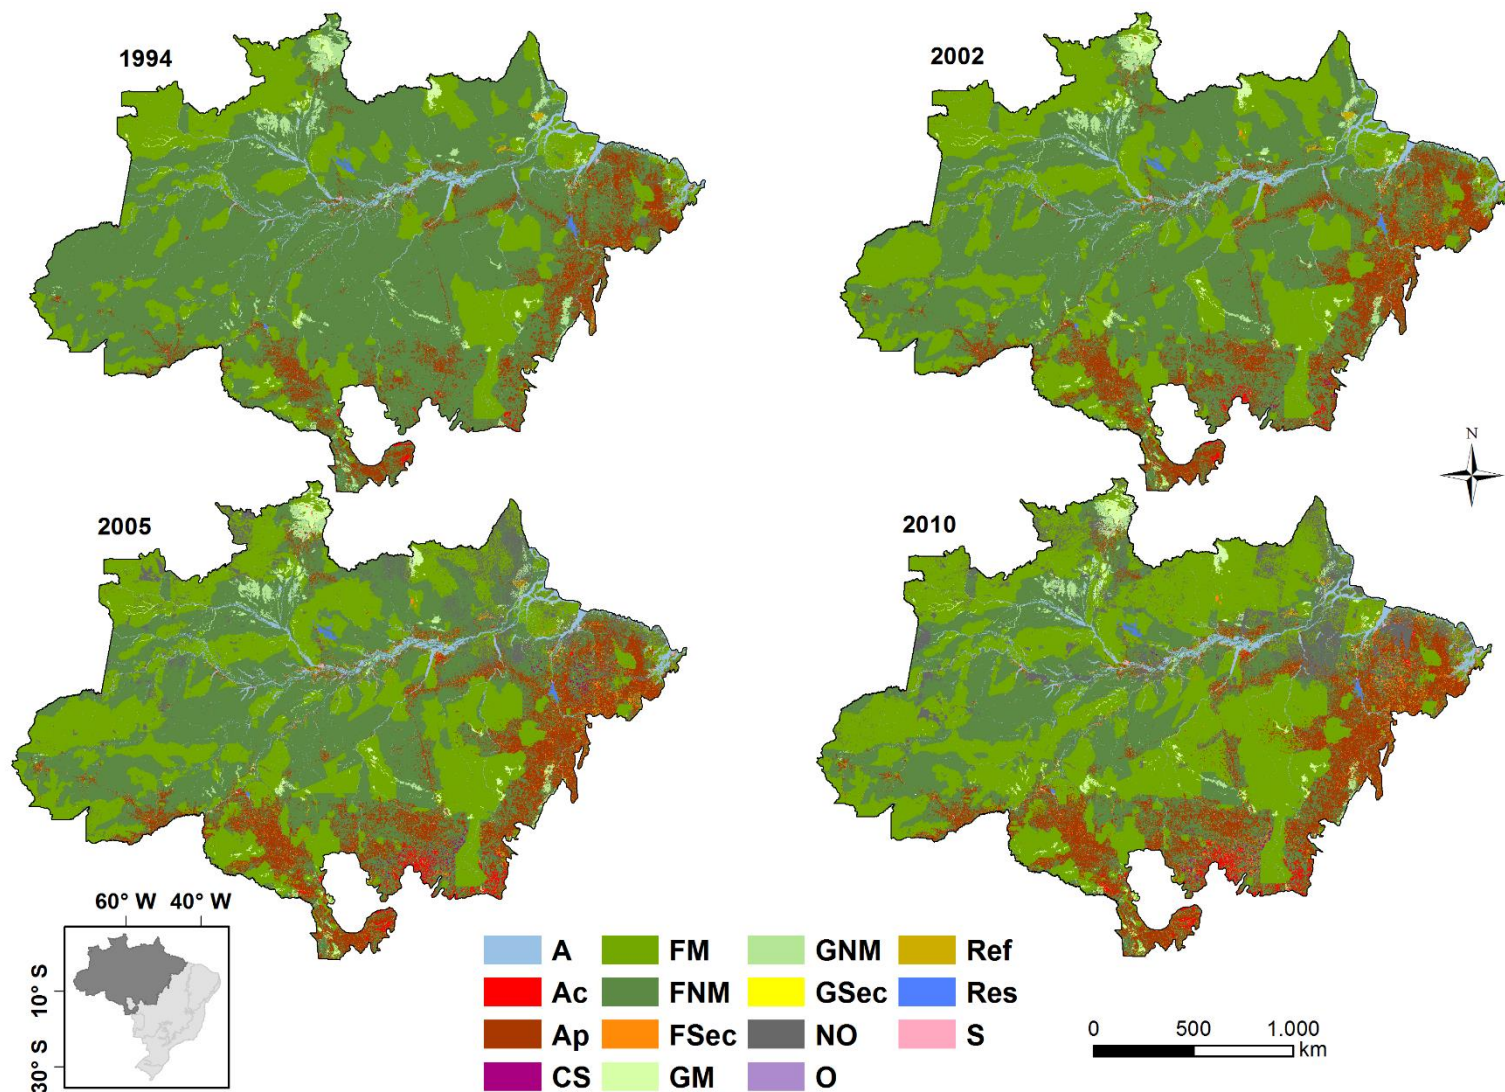 1994
2002
N
2005
2010
60° W 40° W
10° S
30° S
A FM GNM Ref
Ac FNM GSec Res
Ap FSec NO S
CS GM O
0 500 1.000
km